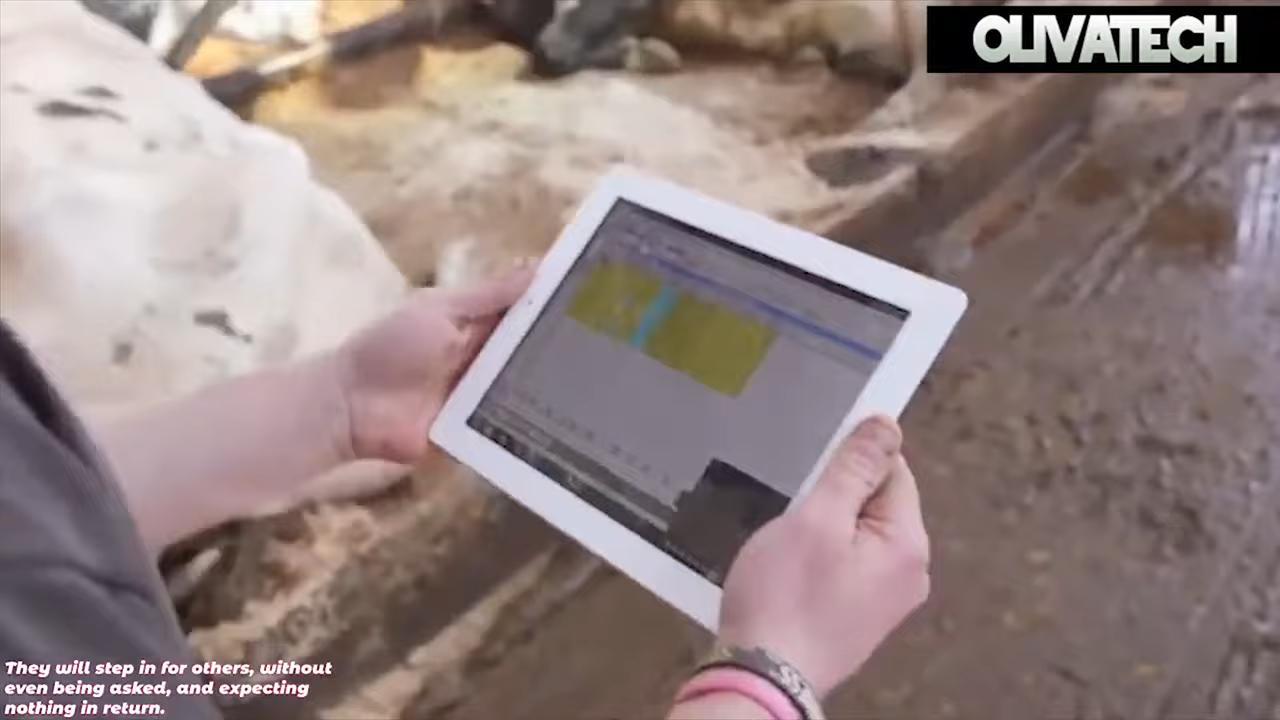 OLIVATECH
They will step in for others, without
even being asked, and expecting
nothing in return.